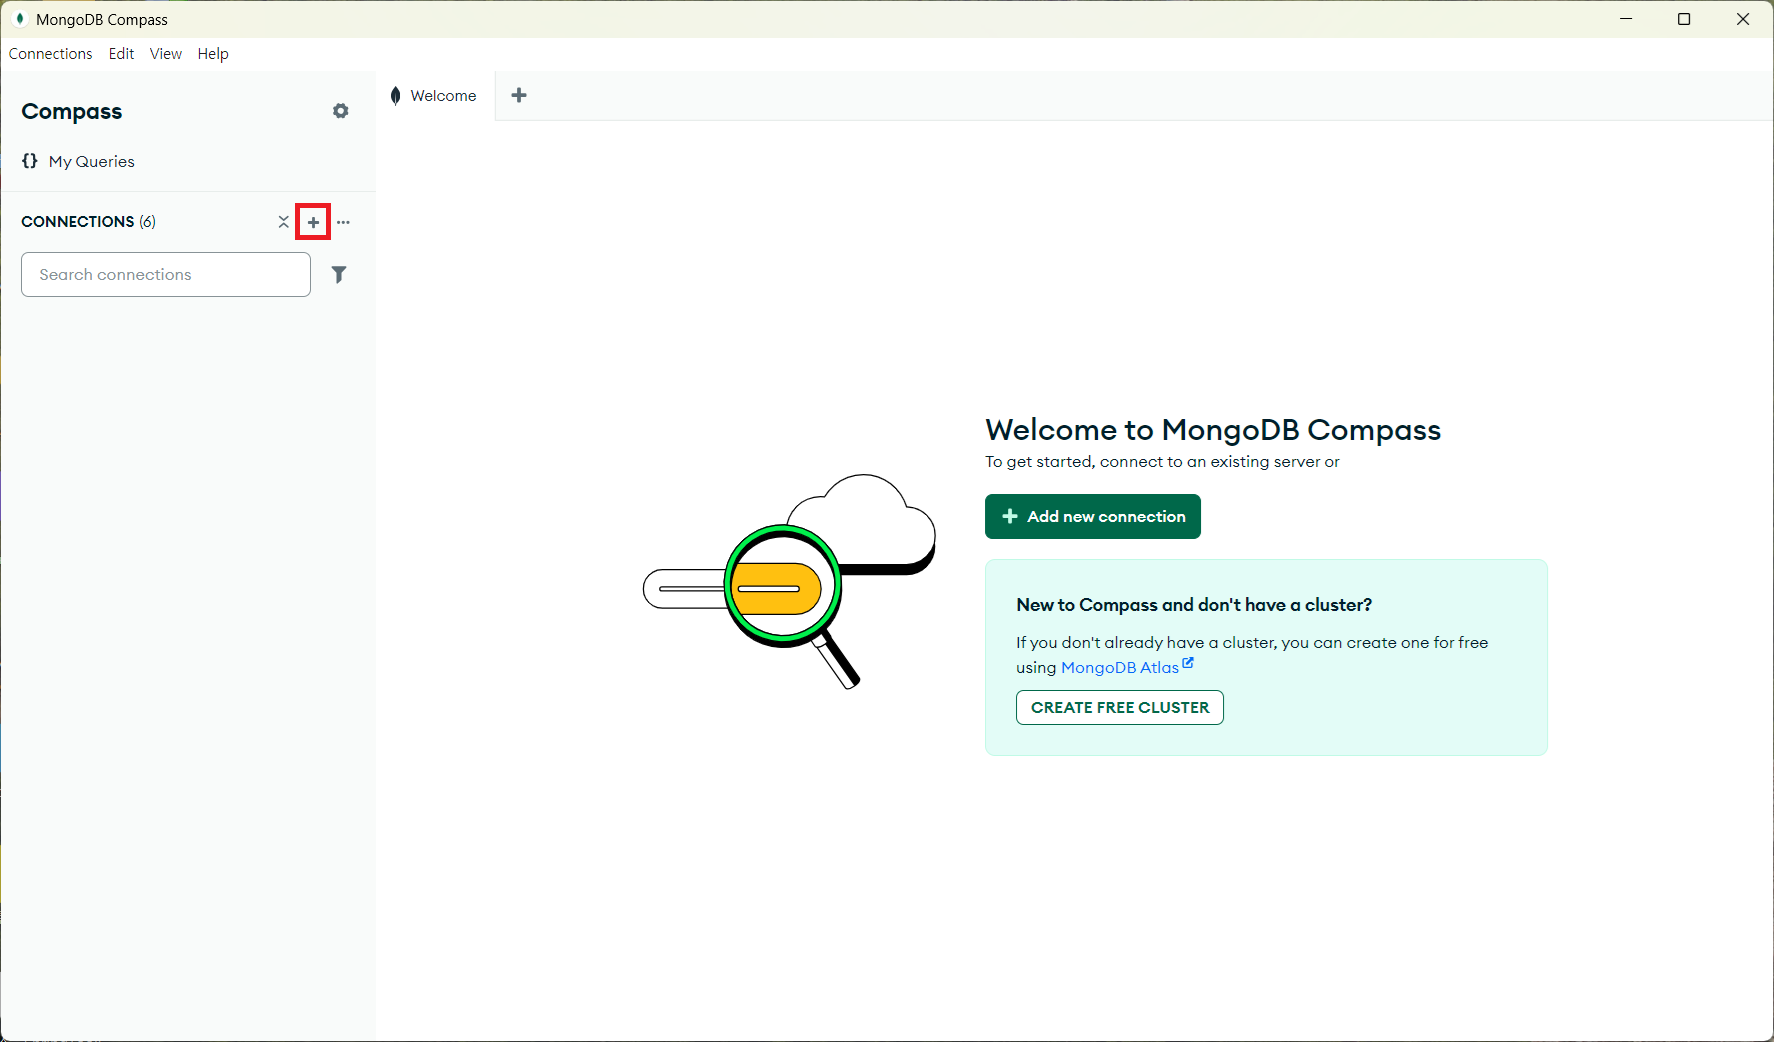 MongoDB Compass
Connections Edit View Help
Compass
My Queries
CONNECTIONS (6)
Search connections
Welcome
Welcome to MongoDB Compass
To get started, connect to an existing server or
Add new connection
New to Compass and don't have a cluster?
If you don't already have a cluster, you can create one for free
using MongoDB Atlas
CREATE FREE CLUSTER